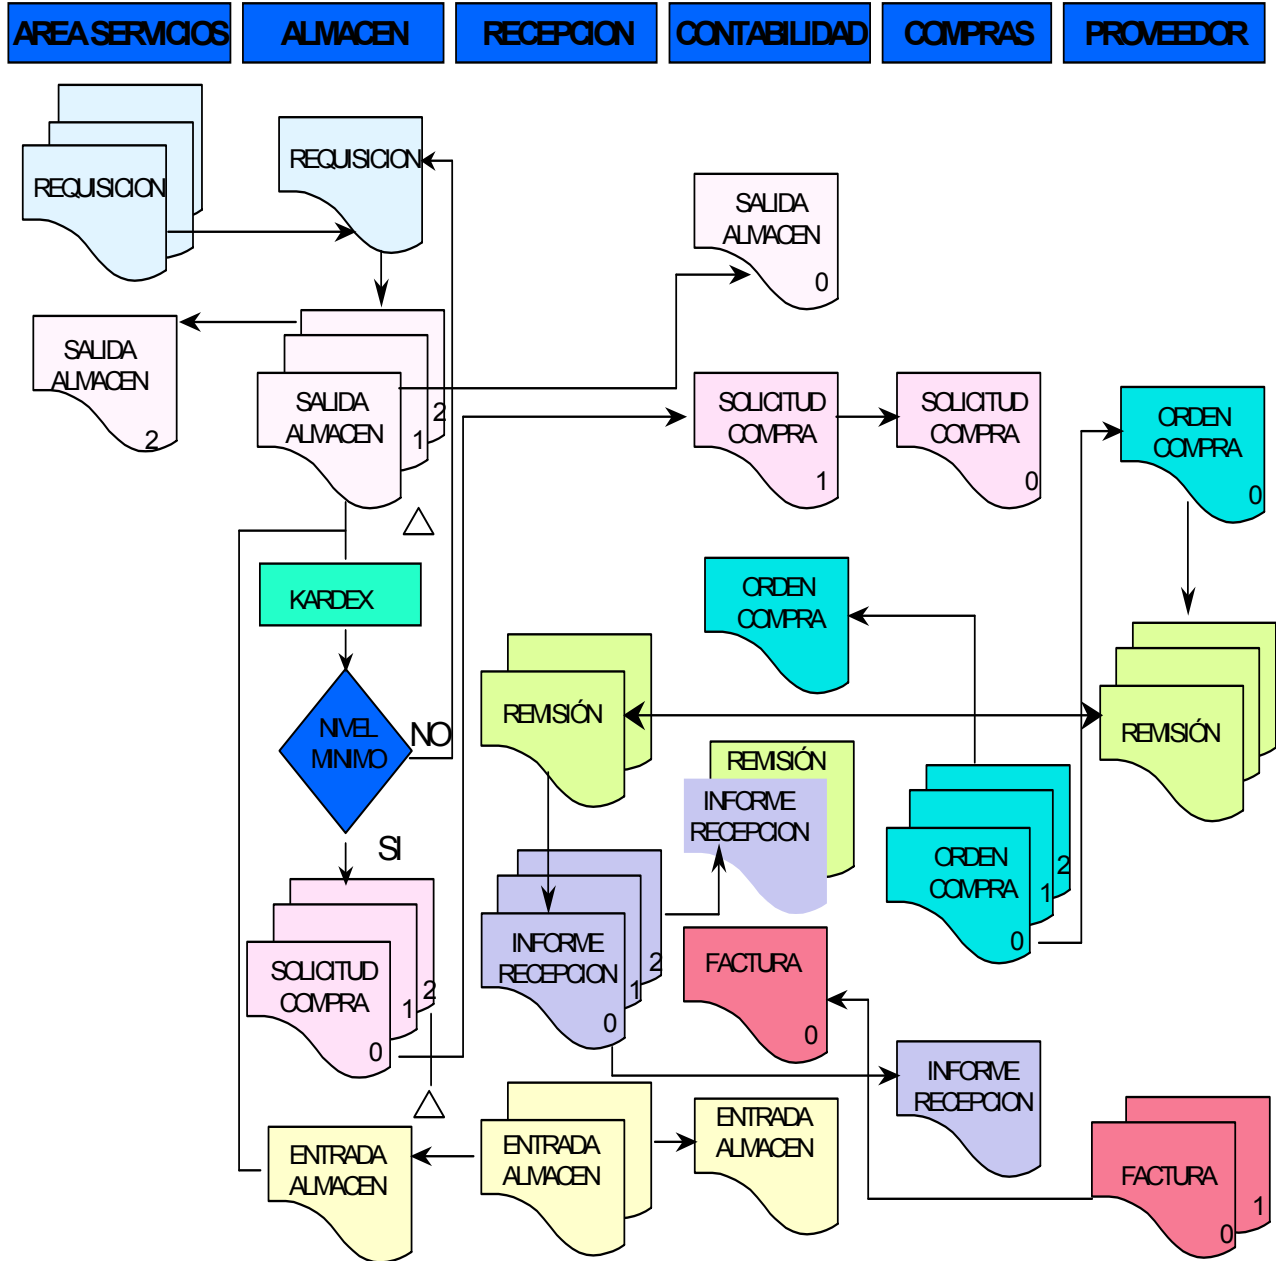 AREA SERVICIOS
ALMACEN
RECEPCION
CONTABILIDAD
COMPRAS
PROVEEDOR
REQUISICION
REQUISICION
SALIDA
ALMACEN
0
SALIDA
ALMACEN
2
SALIDA
ALMACEN
1
2
SOLICITUD
COMPRA
1
SOLICITUD
COMPRA
0
ORDEN
COMPRA
0
KARDEX
ORDEN
COMPRA
NIVEL
MINIMO
NO
SI
REMISIÓN
REMISIÓN
REMISIÓN
INFORME
RECEPCION
ORDEN
COMPRA
0
1
2
SOLICITUD
COMPRA
0
1
2
INFORME
RECEPCION
0
1
2
FACTURA
0
INFORME
RECEPCION
ENTRADA
ALMACEN
ENTRADA
ALMACEN
ENTRADA
ALMACEN
FACTURA
0
1